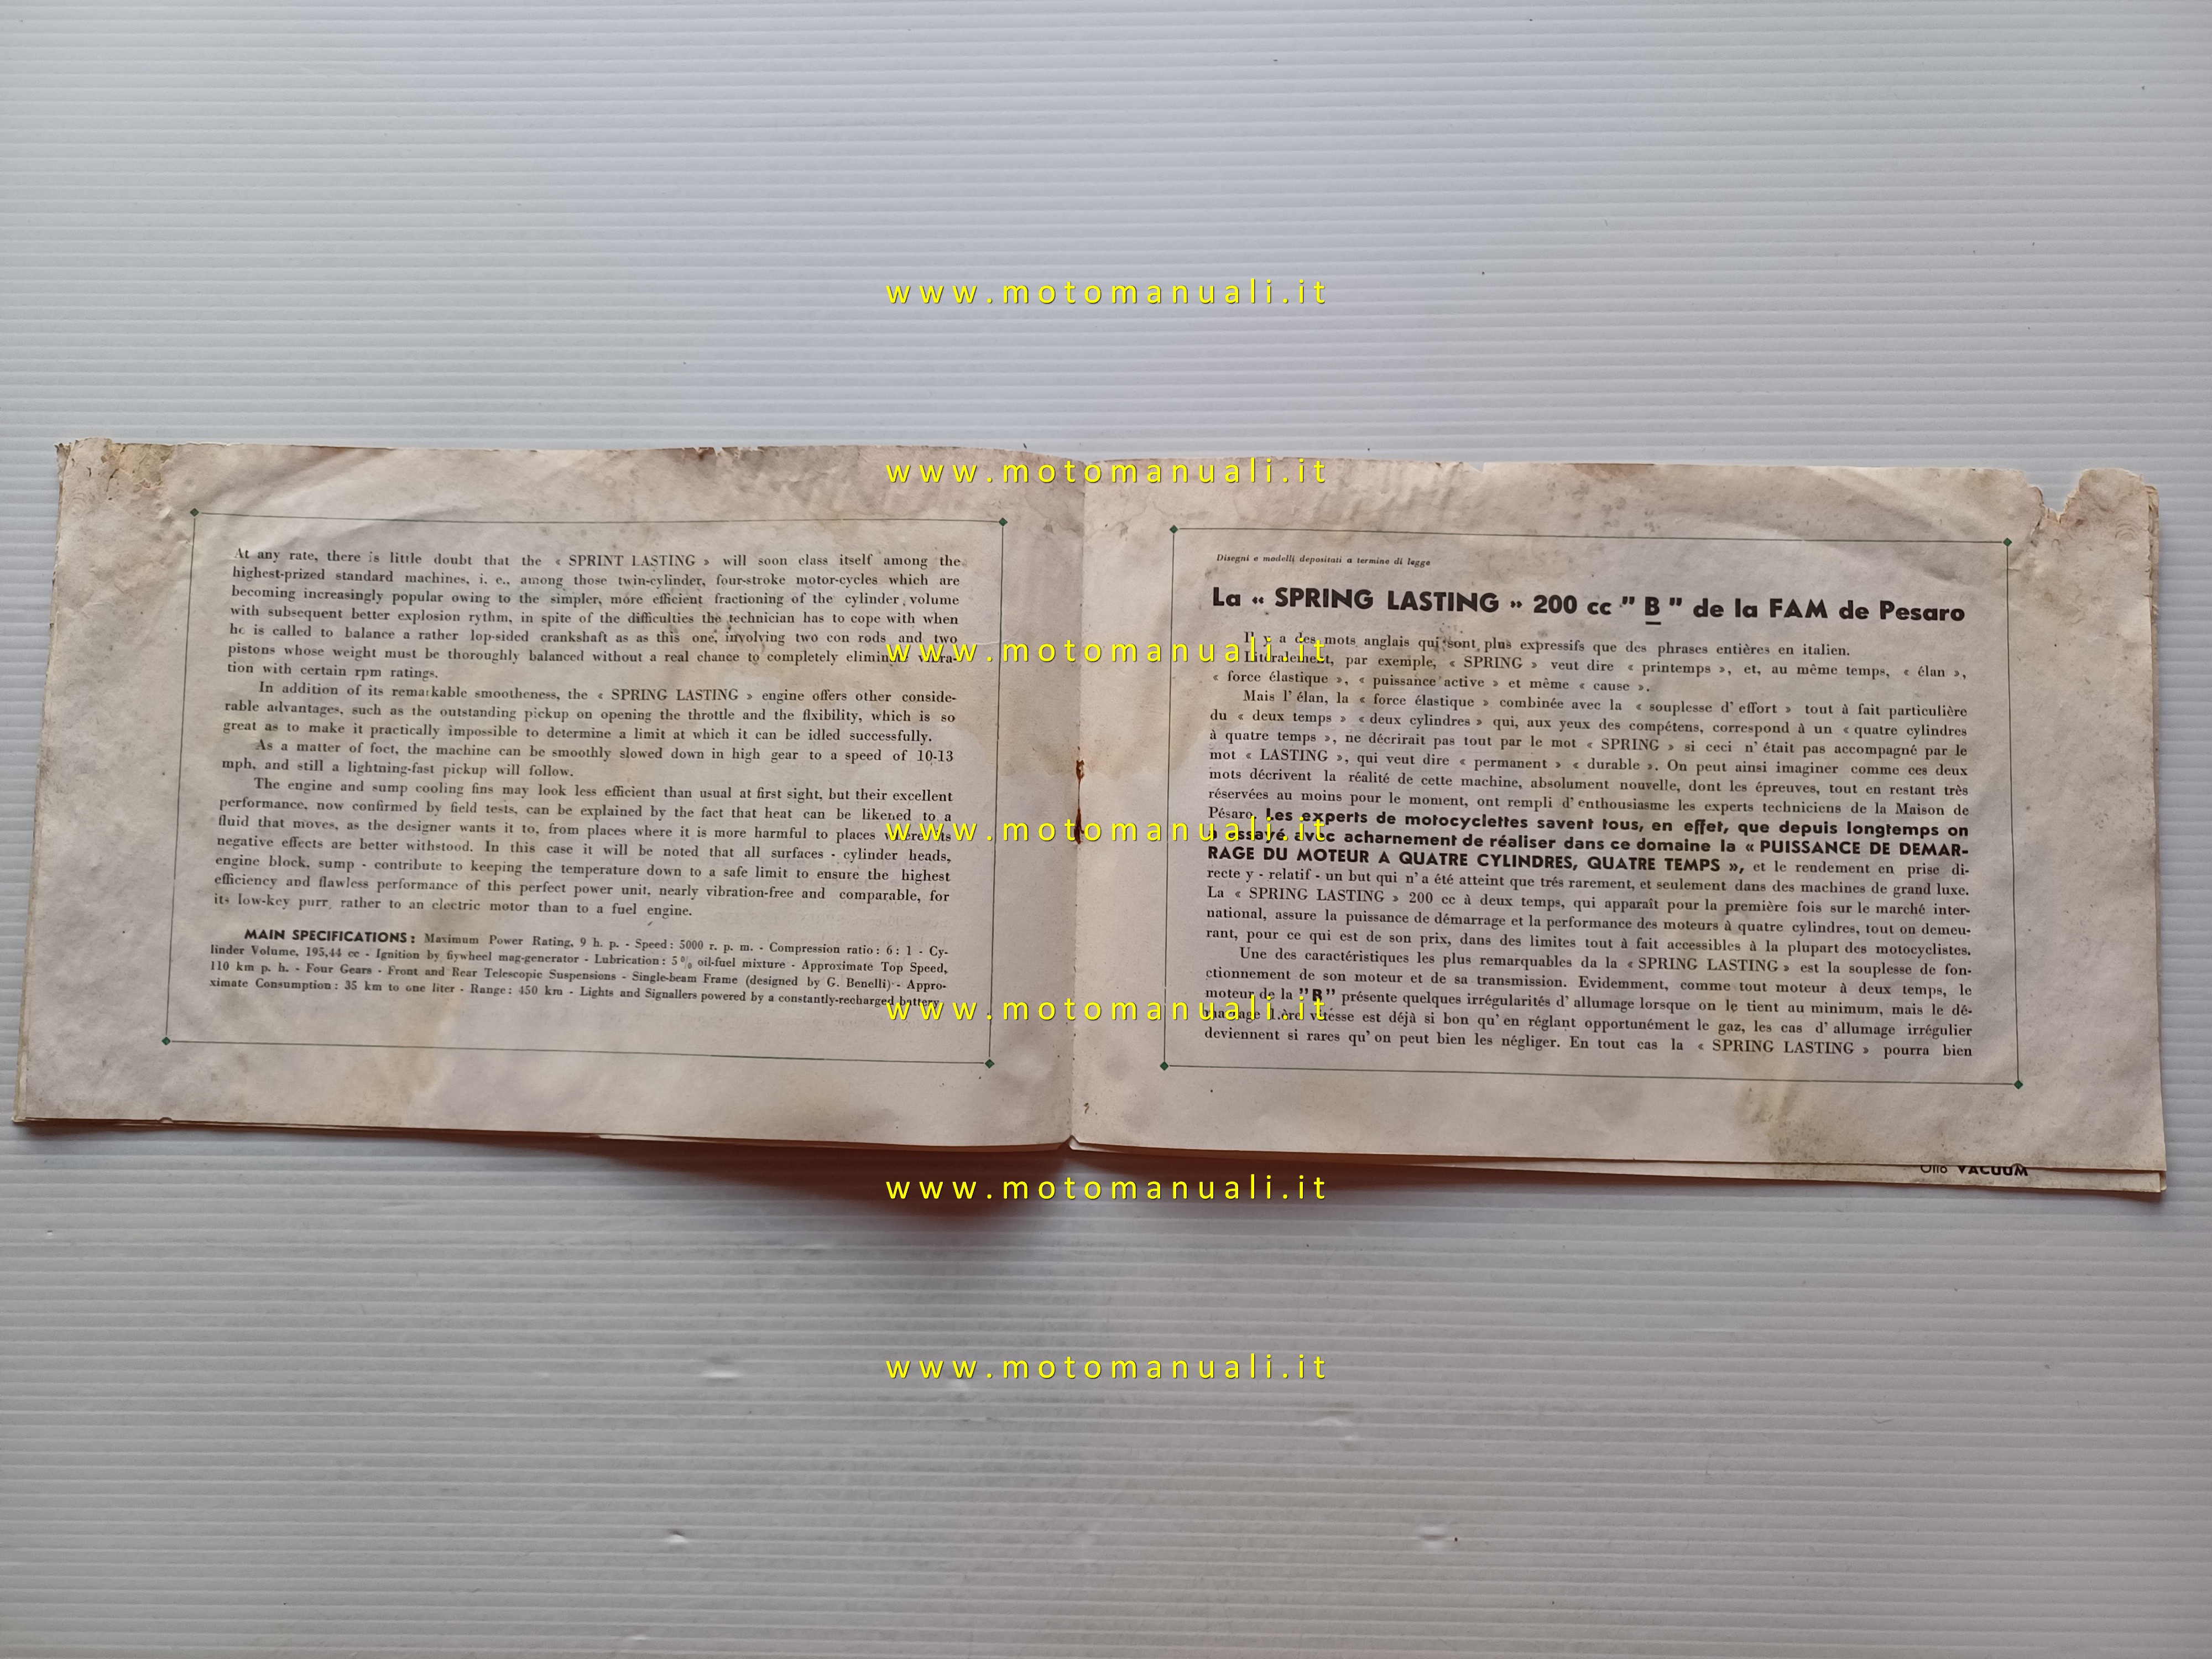 www.motomanuali.it
www.motomanuali.it
At any rate, there is little doubt that the « SPRINT LASTING » will soon class itself among the
highest-prized standard machines, i. e., among those twin-cylinder, four-stroke motor-cycles which are
becoming increasingly popular owing to the simpler, more efficient fractioning of the cylinder volume
with subsequent better explosion rythm, in spite of the difficulties the technician has to cope with when
he is called to balance a rather lop-sided crankshaft as as this one, involving two con rods and two
pistons whose weight must be thoroughly balanced without a real chance to completely eliminate vibra-
tion with certain rpm ratings.
In addition of its remarkable smootheness, the « SPRING LASTING » engine offers other conside-
rable advantages, such as the outstanding pickup on opening the throttle and the flxibility, which is so
great as to make it practically impossible to determine a limit at which it can be idled successfully.
As a matter of foct, the machine can be smoothly slowed down in high gear to a speed of 10-13
mph, and still a lightning-fast pickup will follow.
The engine and sump cooling fins may look less efficient than usual at first sight, but their excellent
performance, now confirmed by field tests, can be explained by the fact that heat can be likened to a
fluid that moves, as the designer wants it to, from places where it is more harmful to places where its
negative effects are better withstood. In this case it will be noted that all surfaces - cylinder heads,
engine block, sump - contribute to keeping the temperature down to a safe limit to ensure the highest
efficiency and flawless performance of this perfect power unit, nearly vibration-free and comparable, for
its low-key purr, rather to an electric motor than to a fuel engine.
MAIN SPECIFICATIONS: Maximum Power Rating, 9 h. p. - Speed: 5000 r. p. m. - Compression ratio: 6: 1 - Cy-
linder Volume, 195,44 cc - Ignition by fiywheel mag-generator - Lubrication: 5% oil-fuel mixture - Approximate Top Speed,
110 km p. h. - Four Gears - Front and Rear Telescopic Suspensions - Single-beam Frame (designed by G. Benelli) - Appro-
ximate Consumption: 35 km to one liter - Range: 450 km - Lights and Signallers powered by a constantly-recharged battery
Disegni e modelli depositati a termine di legge
La « SPRING LASTING » 200 cc " B " de la FAM de Pesaro
Il y a des mots anglais qui sont plus expressifs que des phrases entières en italien.
Litéralement, par exemple, « SPRING » veut dire « printemps », et, au même temps, « élan »,
« force élastique », « puissance active » et même « cause ».
Mais l' élan, la « force élastique » combinée avec la « souplesse d' effort » tout à fait particulière
du « deux temps » « deux cylindres » qui, aux yeux des compétens, correspond à un « quatre cylindres
à quatre temps », ne décrirait pas tout par le mot « SPRING » si ceci n' était pas accompagné par le
mot « LASTING », qui veut dire « permanent » « durable ». On peut ainsi imaginer comme ces deux
mots décrivent la réalité de cette machine, absolument nouvelle, dont les épreuves, tout en restant très
réservées au moins pour le moment, ont rempli d' enthousiasme les experts techniciens de la Maison de
Pésaro. Les experts de motocyclettes savent tous, en effet, que depuis longtemps on
a essayé avec acharnement de réaliser dans ce domaine la « PUISSANCE DE DEMAR-
RAGE DU MOTEUR A QUATRE CYLINDRES, QUATRE TEMPS », et le rendement en prise di-
recte y - relatif - un but qui n' a été atteint que trés rarement, et seulement dans des machines de grand luxe.
La « SPRING LASTING » 200 cc à deux temps, qui apparaît pour la première fois sur le marché inter-
national, assure la puissance de démarrage et la performance des moteurs à quatre cylindres, tout on demeu-
rant, pour ce qui est de son prix, dans des limites tout à fait accessibles à la plupart des motocyclistes.
Une des caractéristiques les plus remarquables da la « SPRING LASTING » est la souplesse de fon-
ctionnement de son moteur et de sa transmission. Evidemment, comme tout moteur à deux temps, le
moteur de la " B " présente quelques irrégularités d' allumage lorsque on le tient au minimum, mais le dé-
marrage 1.ère vitesse est déjà si bon qu' en réglant opportunément le gaz, les cas d' allumage irrégulier
deviennent si rares qu' on peut bien les négliger. En tout cas la « SPRING LASTING » pourra bien
www.motomanuali.it
www.motomanuali.it
www.motomanuali.it
Olio VACUUM
www.motomanuali.it
www.motomanuali.it